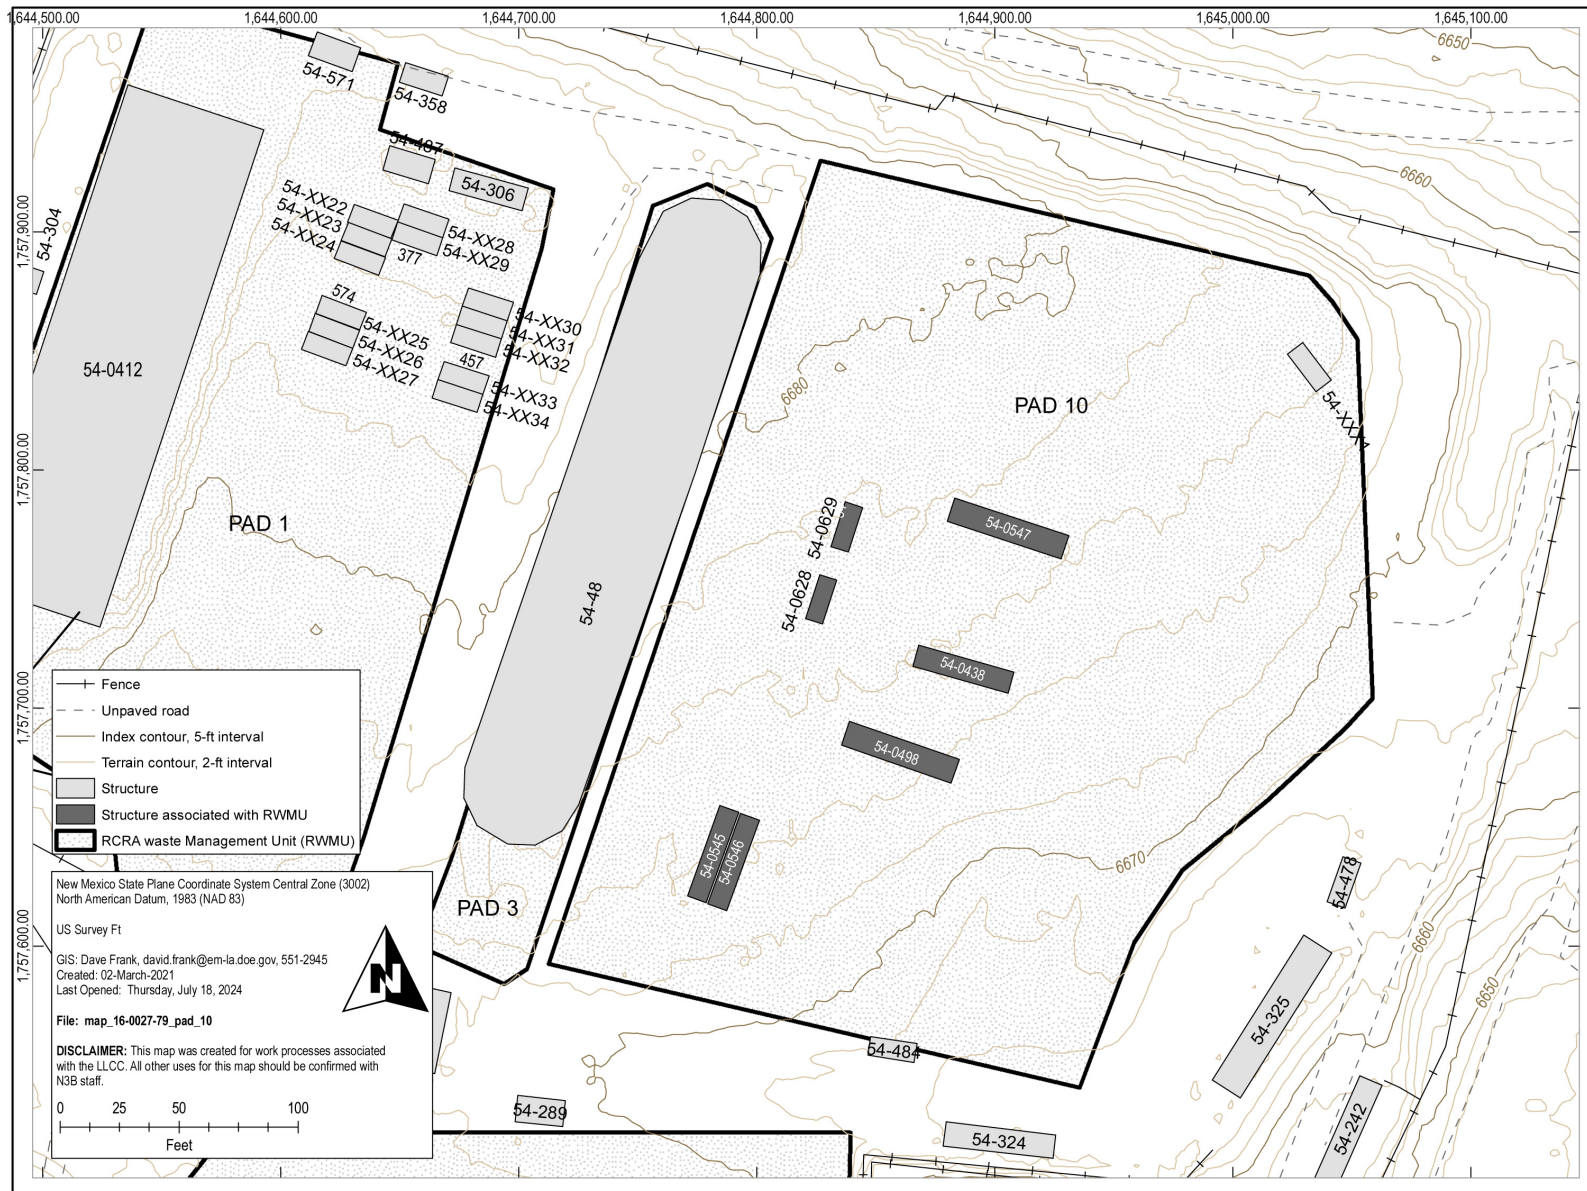 1,644,500.00
1,644,600.00
1,644,700.00
1,644,800.00
1,644,900.00
1,645,000.00
1,645,100.00
6650
54-571
54-358
54-487
54-306
6660
54-XX22
54-XX23
54-XX24
54-XX28
54-XX29
377
54-304
1,757,900.00
574
54-XX25
54-XX26
54-XX27
54-XX30
54-XX31
54-XX32
457
54-XX33
54-XX34
54-0412
6680
PAD 10
1,757,800.00
PAD 1
54-0629
54-0547
54-0628
54-48
54-0438
54-0498
1,757,700.00
54-0545
54-0546
6670
54-478
PAD 3
6660
6650
1,757,600.00
54-325
54-484
54-289
54-324
54-242
Fence
Unpaved road
Index contour, 5-ft interval
Terrain contour, 2-ft interval
Structure
Structure associated with RWMU
RCRA waste Management Unit (RWMU)
New Mexico State Plane Coordinate System Central Zone (3002)
North American Datum, 1983 (NAD 83)
US Survey Ft
GIS: Dave Frank, david.frank@em-la.doe.gov, 551-2945
Created: 02-March-2021
Last Opened: Thursday, July 18, 2024
N
File: map_16-0027-79_pad_10
DISCLAIMER: This map was created for work processes associated
with the LLCC. All other uses for this map should be confirmed with
N3B staff.
0 25 50 100
Feet